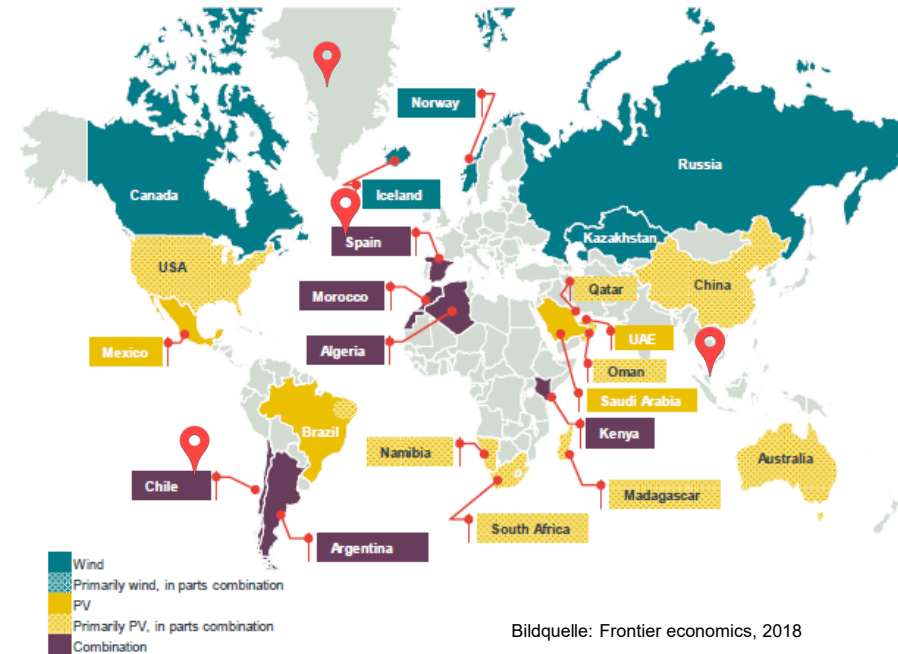 Norway
Russia
Canada
Iceland
Spain
Kazakhstan
USA
China
Qatar
Morocco
Algeria
UAE
Mexico
Oman
Saudi Arabia
Brazil
Kenya
Namibia
Australia
Chile
Madagascar
South Africa
Argentina
Wind
Primarily wind, in parts combination
PV
Primarily PV, in parts combination
Combination
Bildquelle: Frontier economics, 2018